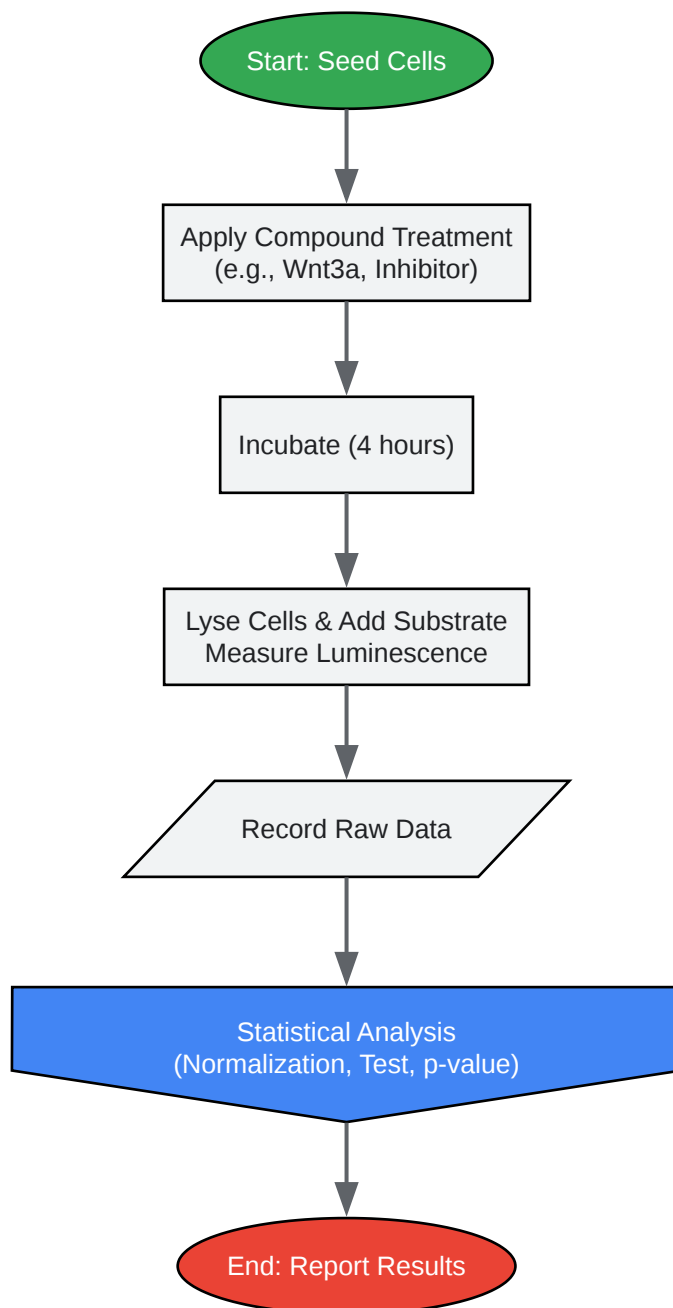 Start: Seed Cells
Apply Compound Treatment
(e.g., Wnt3a, Inhibitor)
Incubate (4 hours)
Lyse Cells & Add Substrate
Measure Luminescence
Record Raw Data
Statistical Analysis
(Normalization, Test, p-value)
End: Report Results